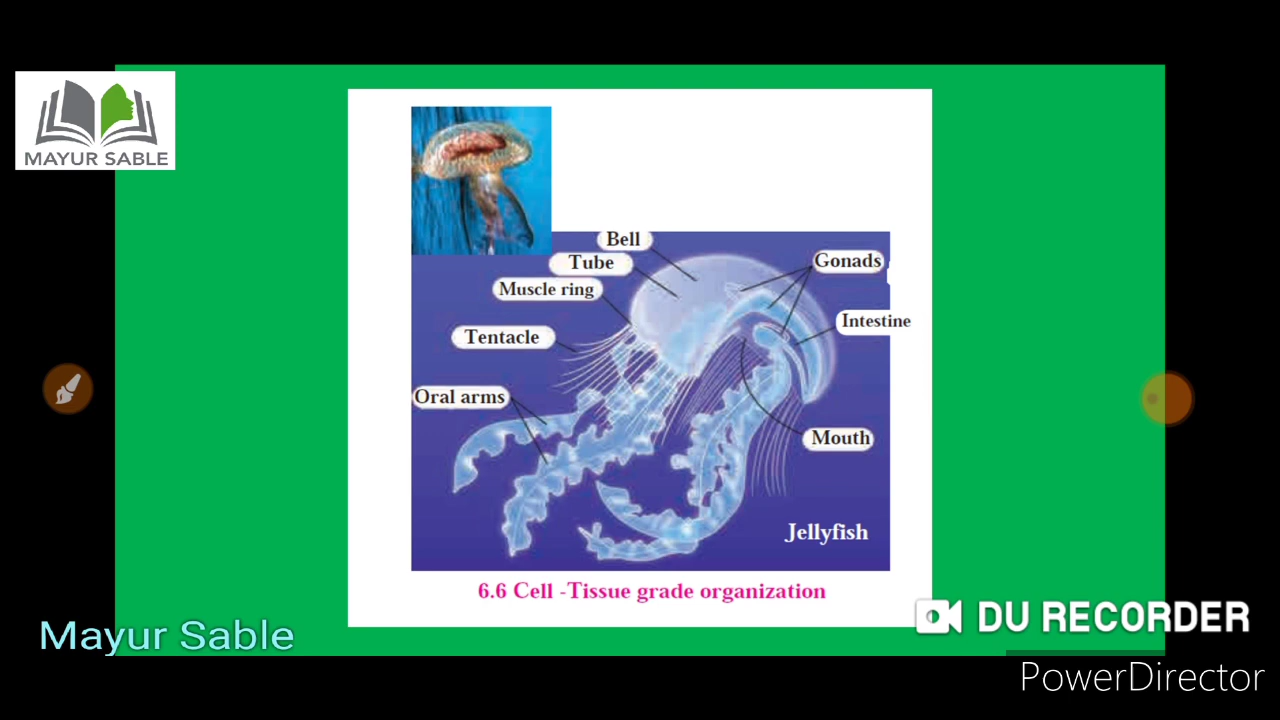 MAYUR SABLE
Bell
Tube
Gonads
Muscle ring
Intestine
Tentacle
Oral arms
Mouth
Jellyfish
6.6 Cell -Tissue grade organization
Mayur Sable
DU RECORDER
PowerDirector